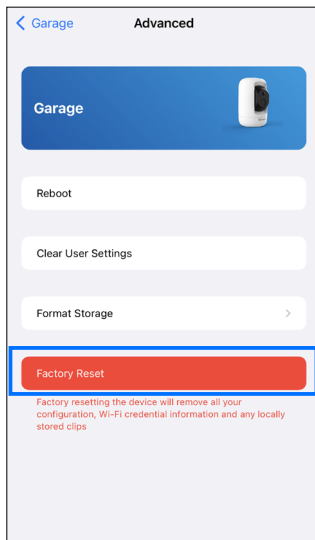 Garage Advanced
Garage
Reboot
Clear User Settings
Format Storage
Factory Reset
Factory resetting the device will remove all your
configuration, Wi-Fi credential information and any locally
stored clips